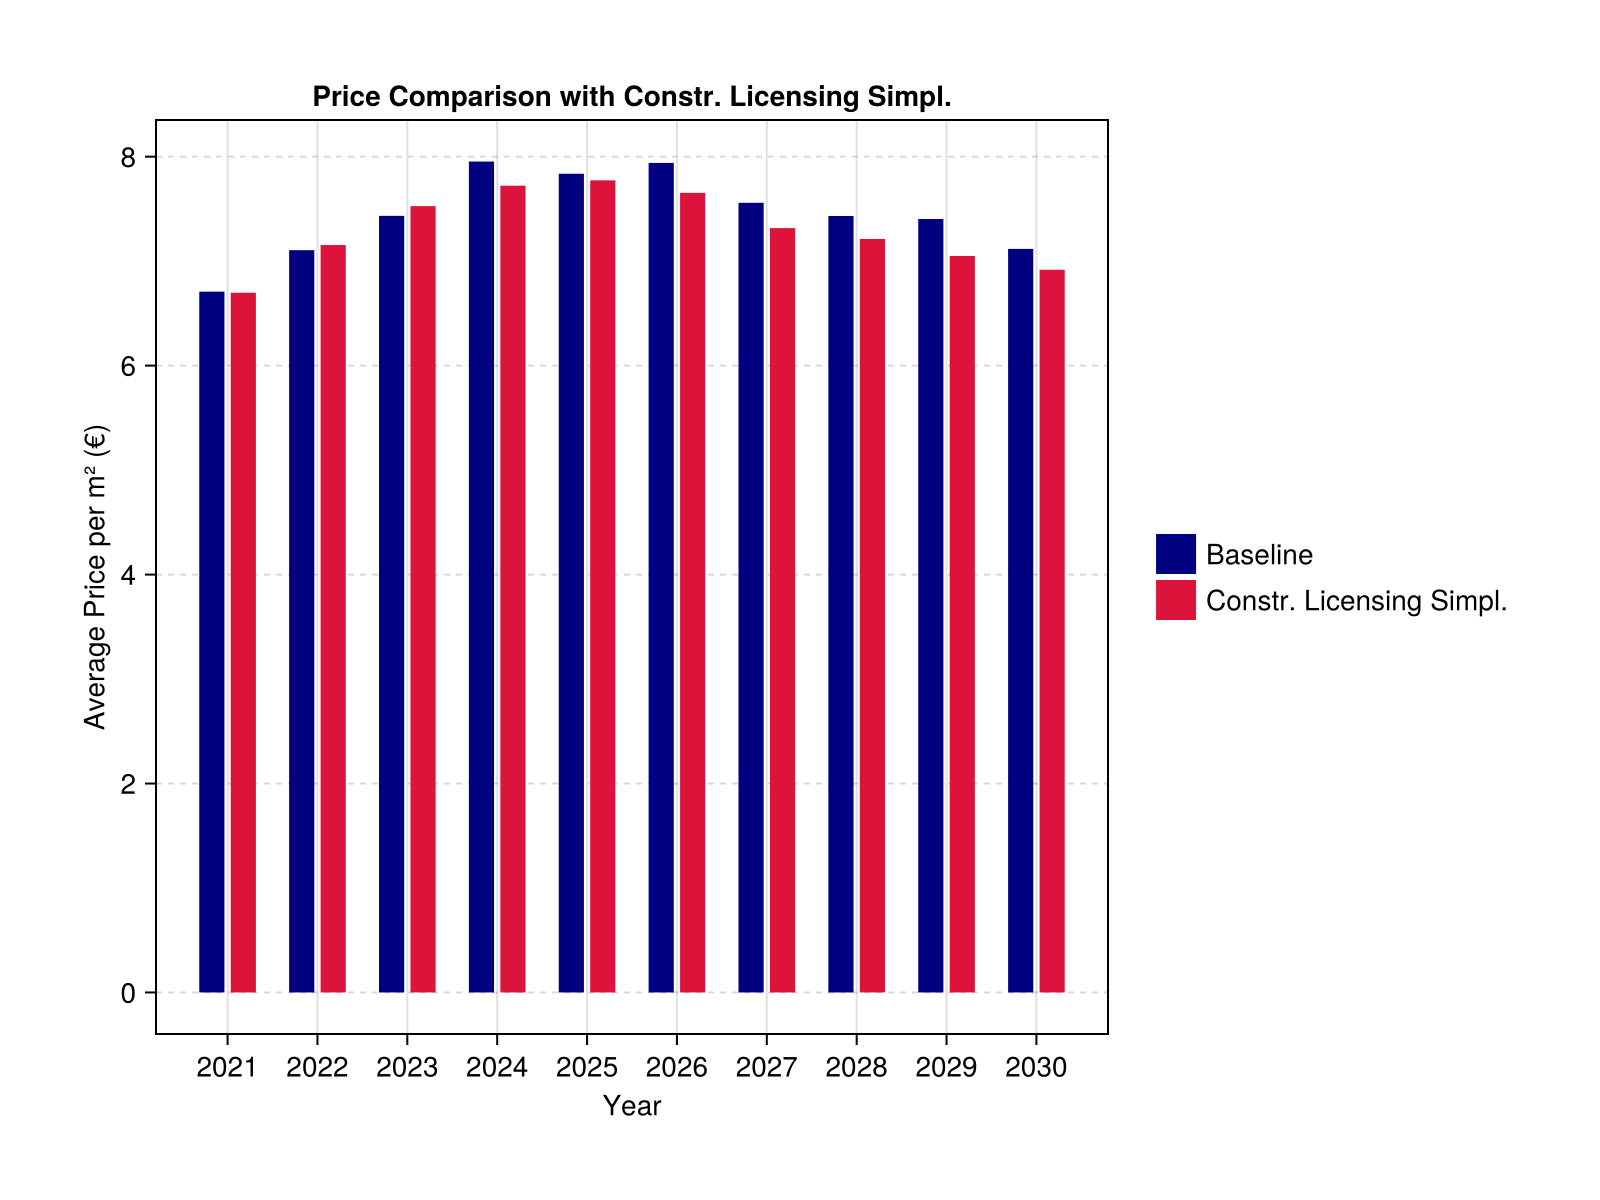 Price Comparison with Constr. Licensing Simpl.
8
6
4
2
0
Average Price per m² (€)
2021 2022 2023 2024 2025 2026 2027 2028 2029 2030
Year
Baseline
Constr. Licensing Simpl.